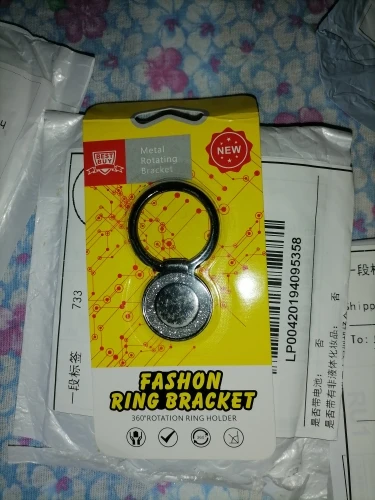 BEST
BUY
Metal
Rotating
Bracket
NEW
FASHON
RING BRACKET
360°ROTATION RING HOLDER
733
一段标签
LP00420194095358
是否带电池: 否
是否带有非液体化妆品: 否
一段标
To:
4